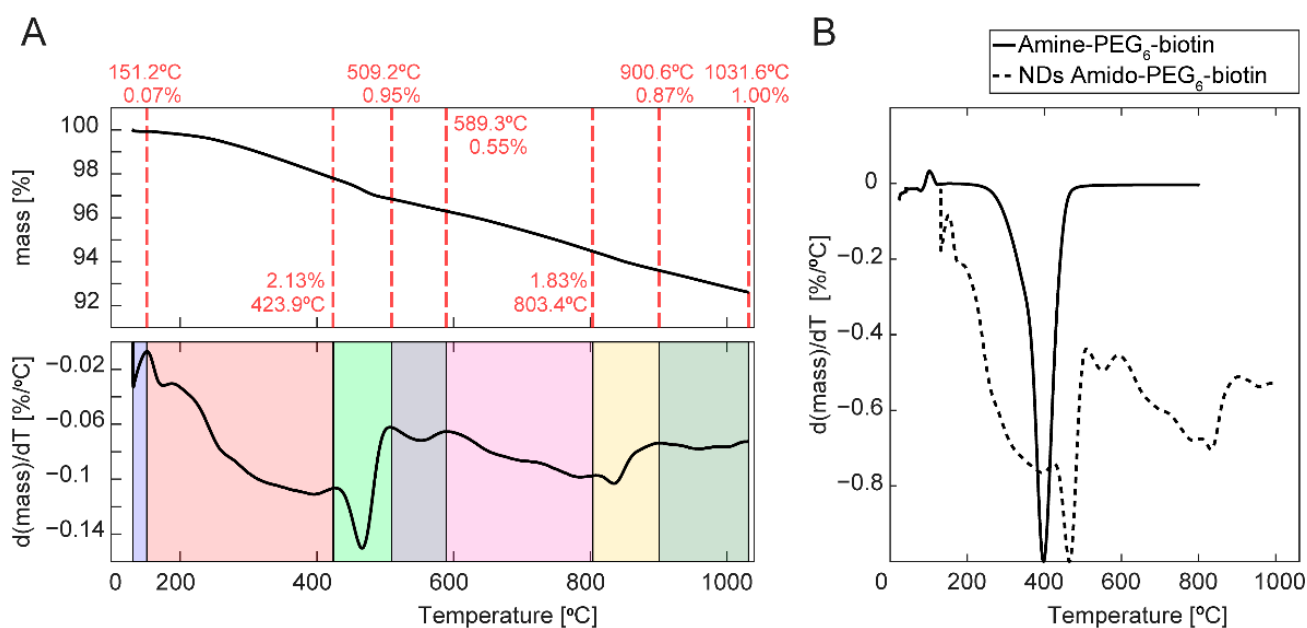 A
151.2ºC
0.07%
509.2ºC
0.95%
900.6ºC
0.87%
1031.6ºC
1.00%
589.3ºC
0.55%
2.13%
423.9ºC
1.83%
803.4ºC
mass [%]
100
98
96
94
92
d(mass)/dT [%/ºC]
−0.02
−0.06
−0.1
−0.14
0
200
400
600
800
1000
Temperature [ºC]
B
Amine-PEG6-biotin
NDs Amido-PEG6-biotin
d(mass)/dT [%/ºC]
0
−0.2
−0.4
−0.6
−0.8
0
200
400
600
800
1000
Temperature [ºC]